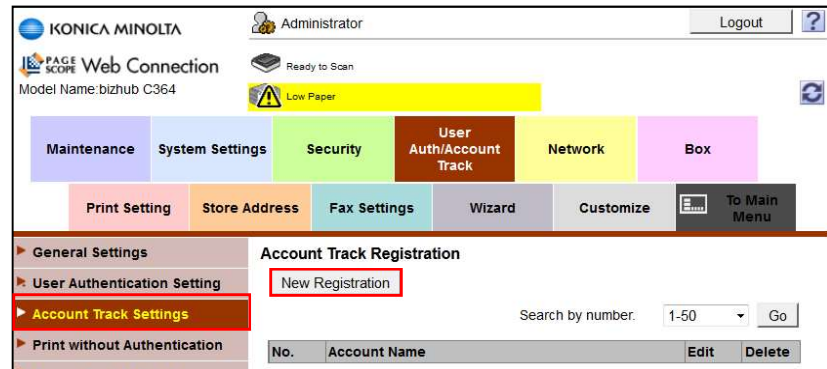 KONICA MINOLTA
Administrator
Logout
?
PAGE SCOPE Web Connection
Ready to Scan
Model Name:bizhub C364
Low Paper
Maintenance
System Settings
Security
User Auth/Account Track
Network
Box
Print Setting
Store Address
Fax Settings
Wizard
Customize
To Main Menu
General Settings
User Authentication Setting
Account Track Settings
Print without Authentication
Account Track Registration
New Registration
Search by number.
1-50
Go
No.
Account Name
Edit
Delete